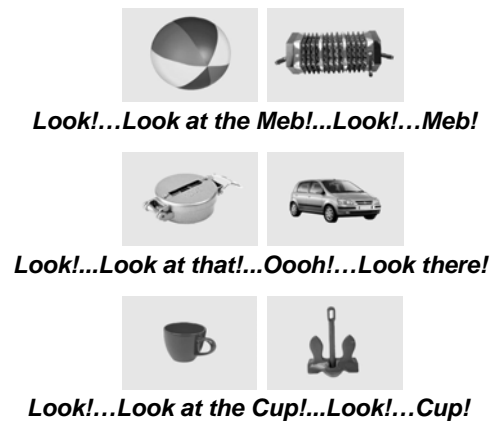 Look!…Look at the Meb!...Look!…Meb!
Look!...Look at that!...Oooh!…Look there!
Look!…Look at the Cup!...Look!…Cup!